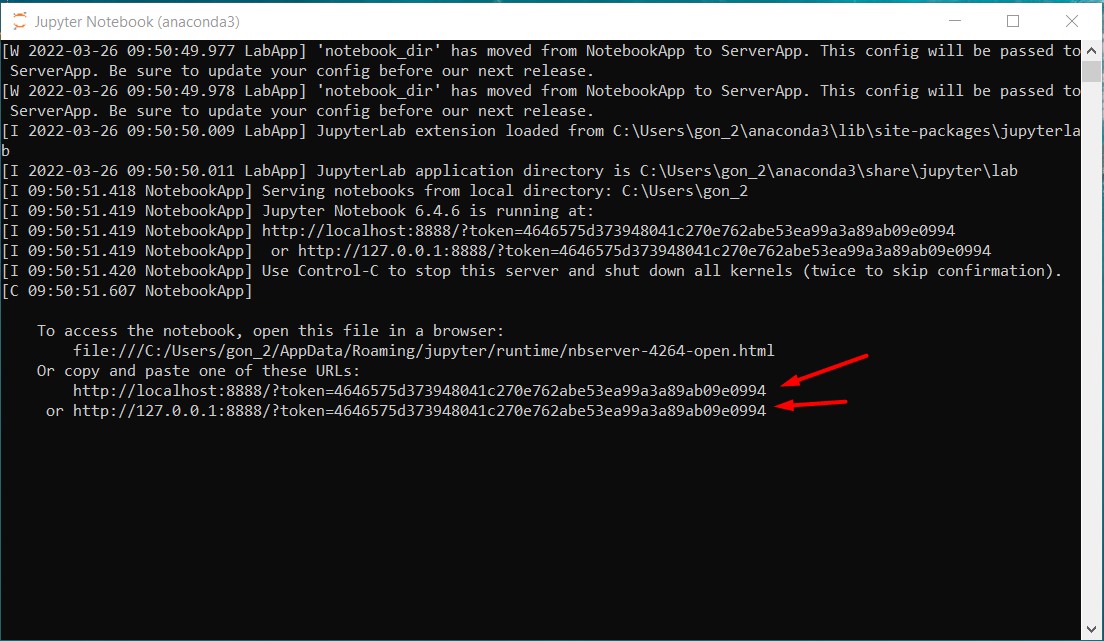 Jupyter Notebook (anaconda3)
[W 2022-03-26 09:50:49.977 LabApp] 'notebook_dir' has moved from NotebookApp to ServerApp. This config will be passed to
ServerApp. Be sure to update your config before our next release.
[W 2022-03-26 09:50:49.978 LabApp] 'notebook_dir' has moved from NotebookApp to ServerApp. This config will be passed to
ServerApp. Be sure to update your config before our next release.
[I 2022-03-26 09:50:50.009 LabApp] JupyterLab extension loaded from C:\Users\gon_2\anaconda3\lib\site-packages\jupyterla
b
[I 2022-03-26 09:50:50.011 LabApp] JupyterLab application directory is C:\Users\gon_2\anaconda3\share\jupyter\lab
[I 09:50:51.418 NotebookApp] Serving notebooks from local directory: C:\Users\gon_2
[I 09:50:51.419 NotebookApp] Jupyter Notebook 6.4.6 is running at:
[I 09:50:51.419 NotebookApp] http://localhost:8888/?token=4646575d373948041c270e762abe53ea99a3a89ab09e0994
[I 09:50:51.419 NotebookApp]  or http://127.0.0.1:8888/?token=4646575d373948041c270e762abe53ea99a3a89ab09e0994
[I 09:50:51.420 NotebookApp] Use Control-C to stop this server and shut down all kernels (twice to skip confirmation).
[C 09:50:51.607 NotebookApp]
To access the notebook, open this file in a browser:
file:///C:/Users/gon_2/AppData/Roaming/jupyter/runtime/nbserver-4264-open.html
Or copy and paste one of these URLs:
http://localhost:8888/?token=4646575d373948041c270e762abe53ea99a3a89ab09e0994
or http://127.0.0.1:8888/?token=4646575d373948041c270e762abe53ea99a3a89ab09e0994